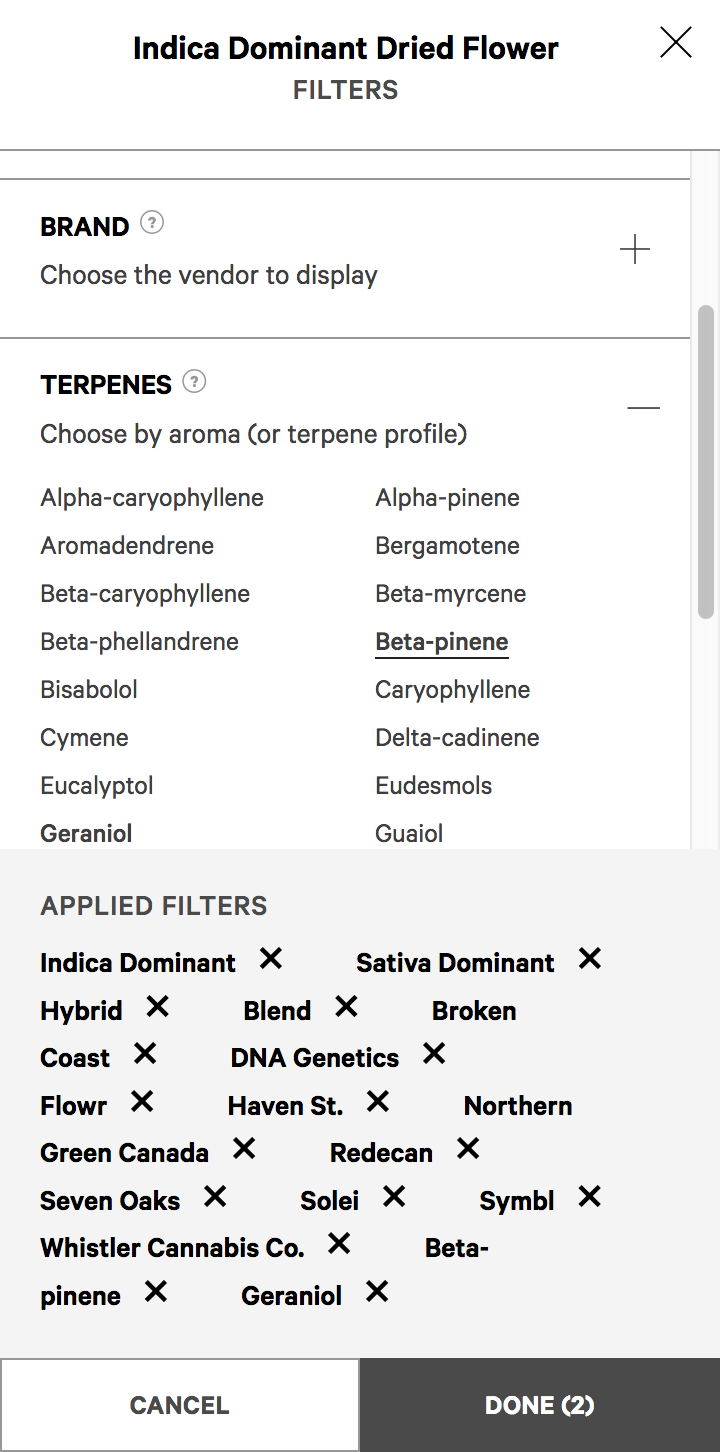 Indica Dominant Dried Flower
FILTERS
BRAND ?
Choose the vendor to display
TERPENES ?
Choose by aroma (or terpene profile)
Alpha-caryophyllene Alpha-pinene
Aromadendrene Bergamotene
Beta-caryophyllene Beta-myrcene
Beta-phellandrene Beta-pinene
Bisabolol Caryophyllene
Cymene Delta-cadinene
Eucalyptol Eudesmols
Geraniol Guaiol
APPLIED FILTERS
Indica Dominant Sativa Dominant
Hybrid Blend Broken
Coast DNA Genetics
Flowr Haven St. Northern
Green Canada Redecan
Seven Oaks Solei Symbl
Whistler Cannabis Co. Beta-
pinene Geraniol
CANCEL DONE (2)